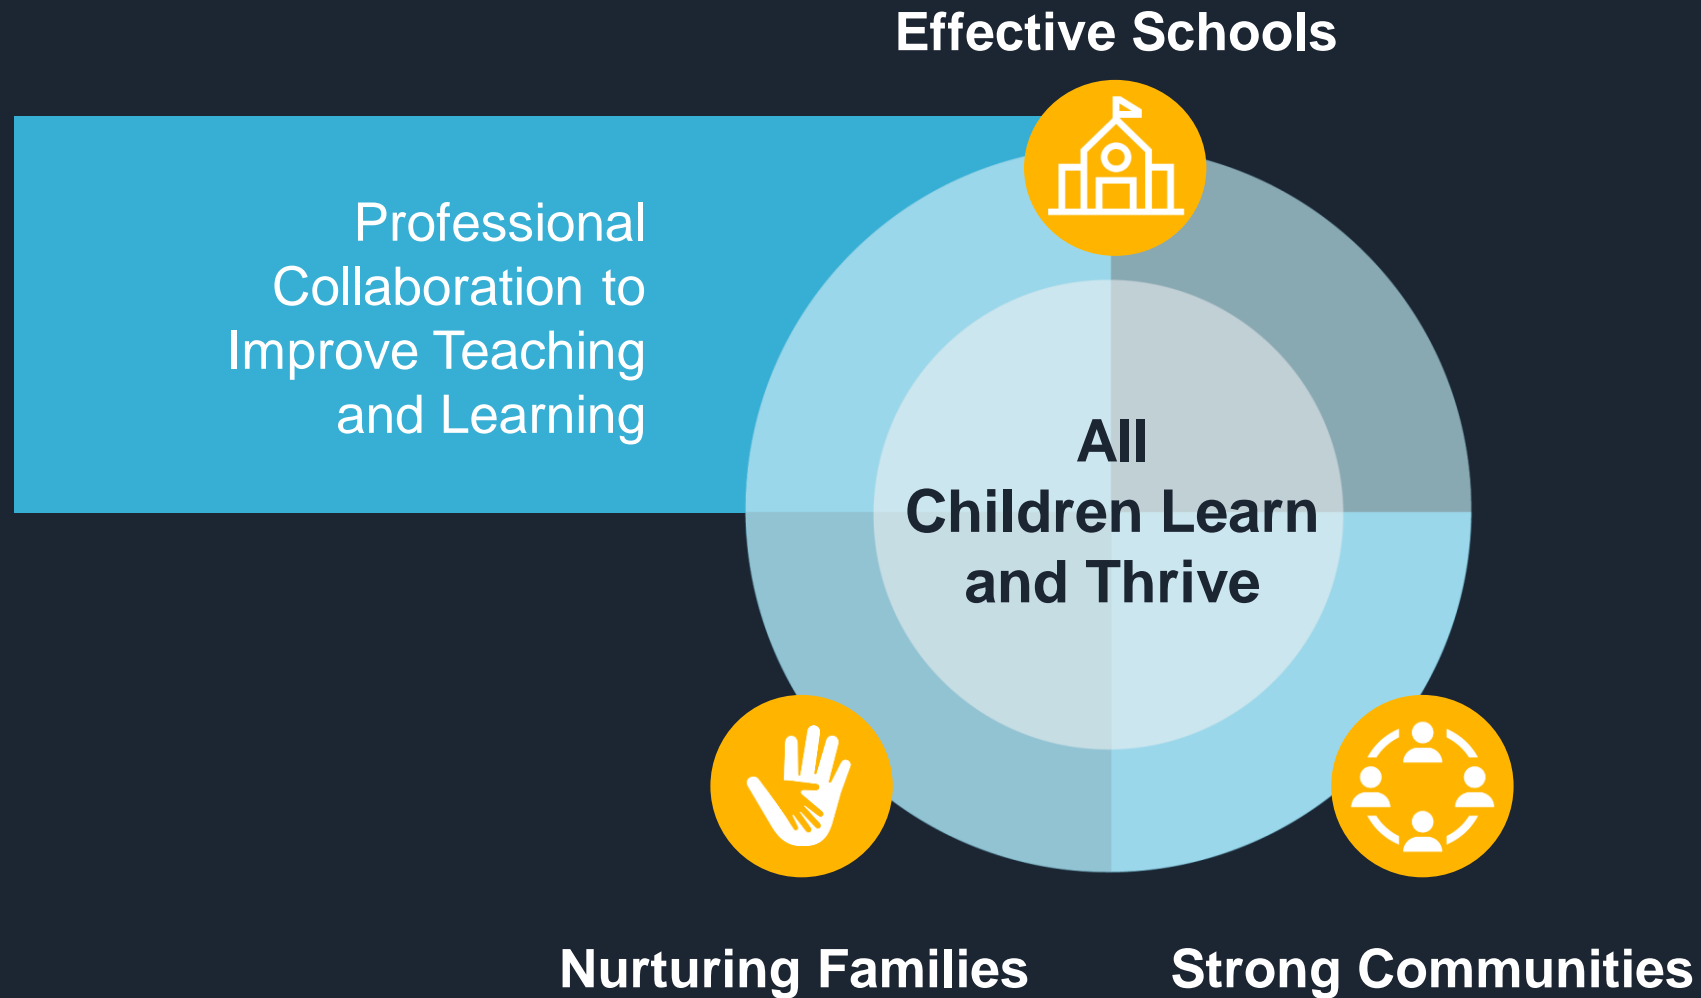 Effective Schools
Professional
Collaboration to
Improve Teaching
and Learning
All
Children Learn
and Thrive
Nurturing Families
Strong Communities